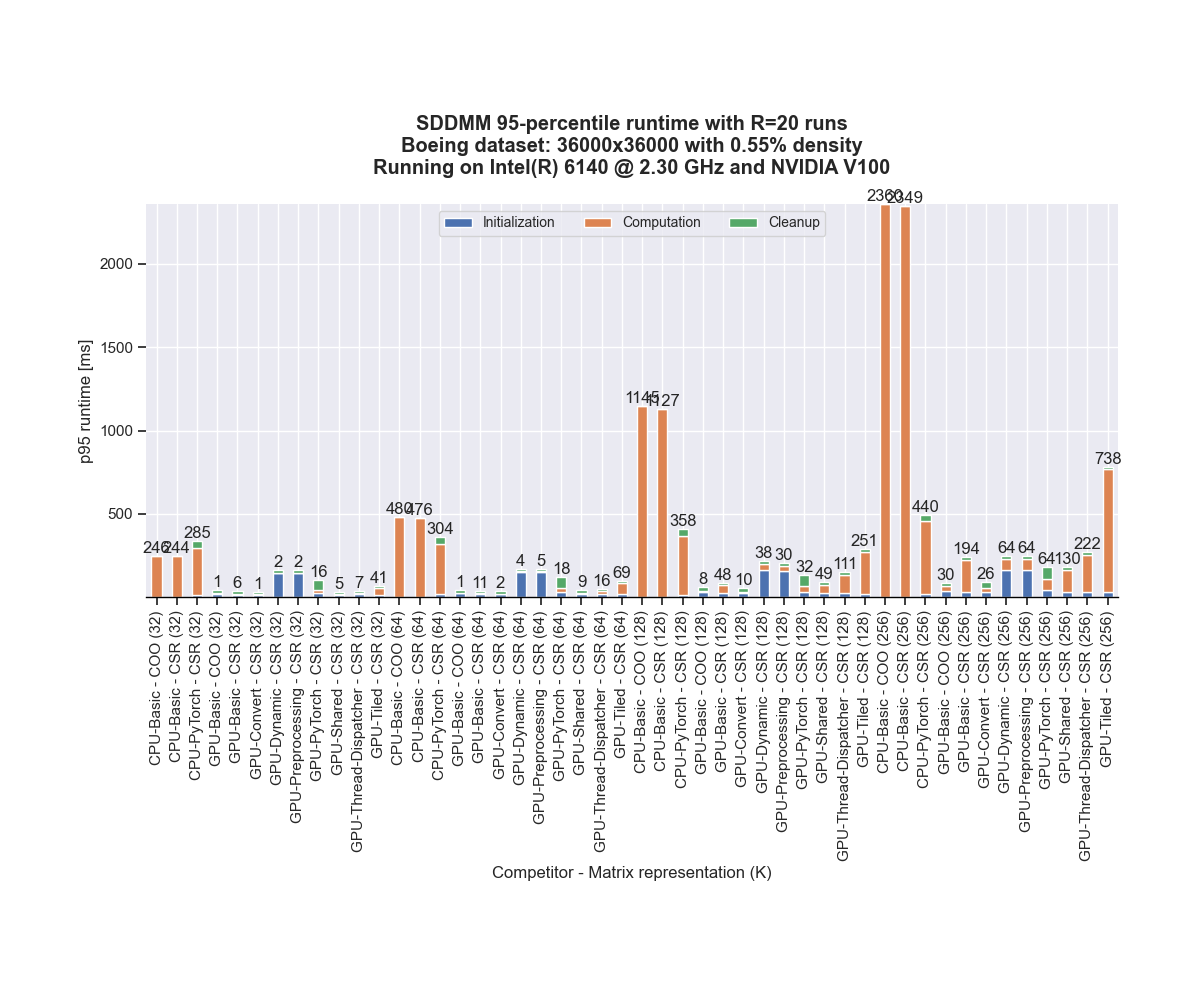 SDDMM 95-percentile runtime with R=20 runs
Boeing dataset: 36000x36000 with 0.55% density
Running on Intel(R) 6140 @ 2.30 GHz and NVIDIA V100
Initialization Computation Cleanup
p95 runtime [ms]
2000
1500
1000
500
246
244
285
1
6
1
2
2
16
5
7
41
480
476
304
1
11
2
4
5
18
9
16
69
1145
1127
358
8
48
10
38
30
32
49
111
251
2360
2349
440
30
194
26
64
64
64
130
222
738
CPU-Basic - COO (32)
CPU-Basic - CSR (32)
CPU-PyTorch - CSR (32)
GPU-Basic - COO (32)
GPU-Basic - CSR (32)
GPU-Convert - CSR (32)
GPU-Dynamic - CSR (32)
GPU-Preprocessing - CSR (32)
GPU-PyTorch - CSR (32)
GPU-Shared - CSR (32)
GPU-Thread-Dispatcher - CSR (32)
GPU-Tiled - CSR (32)
CPU-Basic - COO (64)
CPU-Basic - CSR (64)
CPU-PyTorch - CSR (64)
GPU-Basic - COO (64)
GPU-Basic - CSR (64)
GPU-Convert - CSR (64)
GPU-Dynamic - CSR (64)
GPU-Preprocessing - CSR (64)
GPU-PyTorch - CSR (64)
GPU-Shared - CSR (64)
GPU-Thread-Dispatcher - CSR (64)
GPU-Tiled - CSR (64)
CPU-Basic - COO (128)
CPU-Basic - CSR (128)
CPU-PyTorch - CSR (128)
GPU-Basic - COO (128)
GPU-Basic - CSR (128)
GPU-Convert - CSR (128)
GPU-Dynamic - CSR (128)
GPU-Preprocessing - CSR (128)
GPU-PyTorch - CSR (128)
GPU-Shared - CSR (128)
GPU-Thread-Dispatcher - CSR (128)
GPU-Tiled - CSR (128)
CPU-Basic - COO (256)
CPU-Basic - CSR (256)
CPU-PyTorch - CSR (256)
GPU-Basic - COO (256)
GPU-Basic - CSR (256)
GPU-Convert - CSR (256)
GPU-Dynamic - CSR (256)
GPU-Preprocessing - CSR (256)
GPU-PyTorch - CSR (256)
GPU-Shared - CSR (256)
GPU-Thread-Dispatcher - CSR (256)
GPU-Tiled - CSR (256)
Competitor - Matrix representation (K)